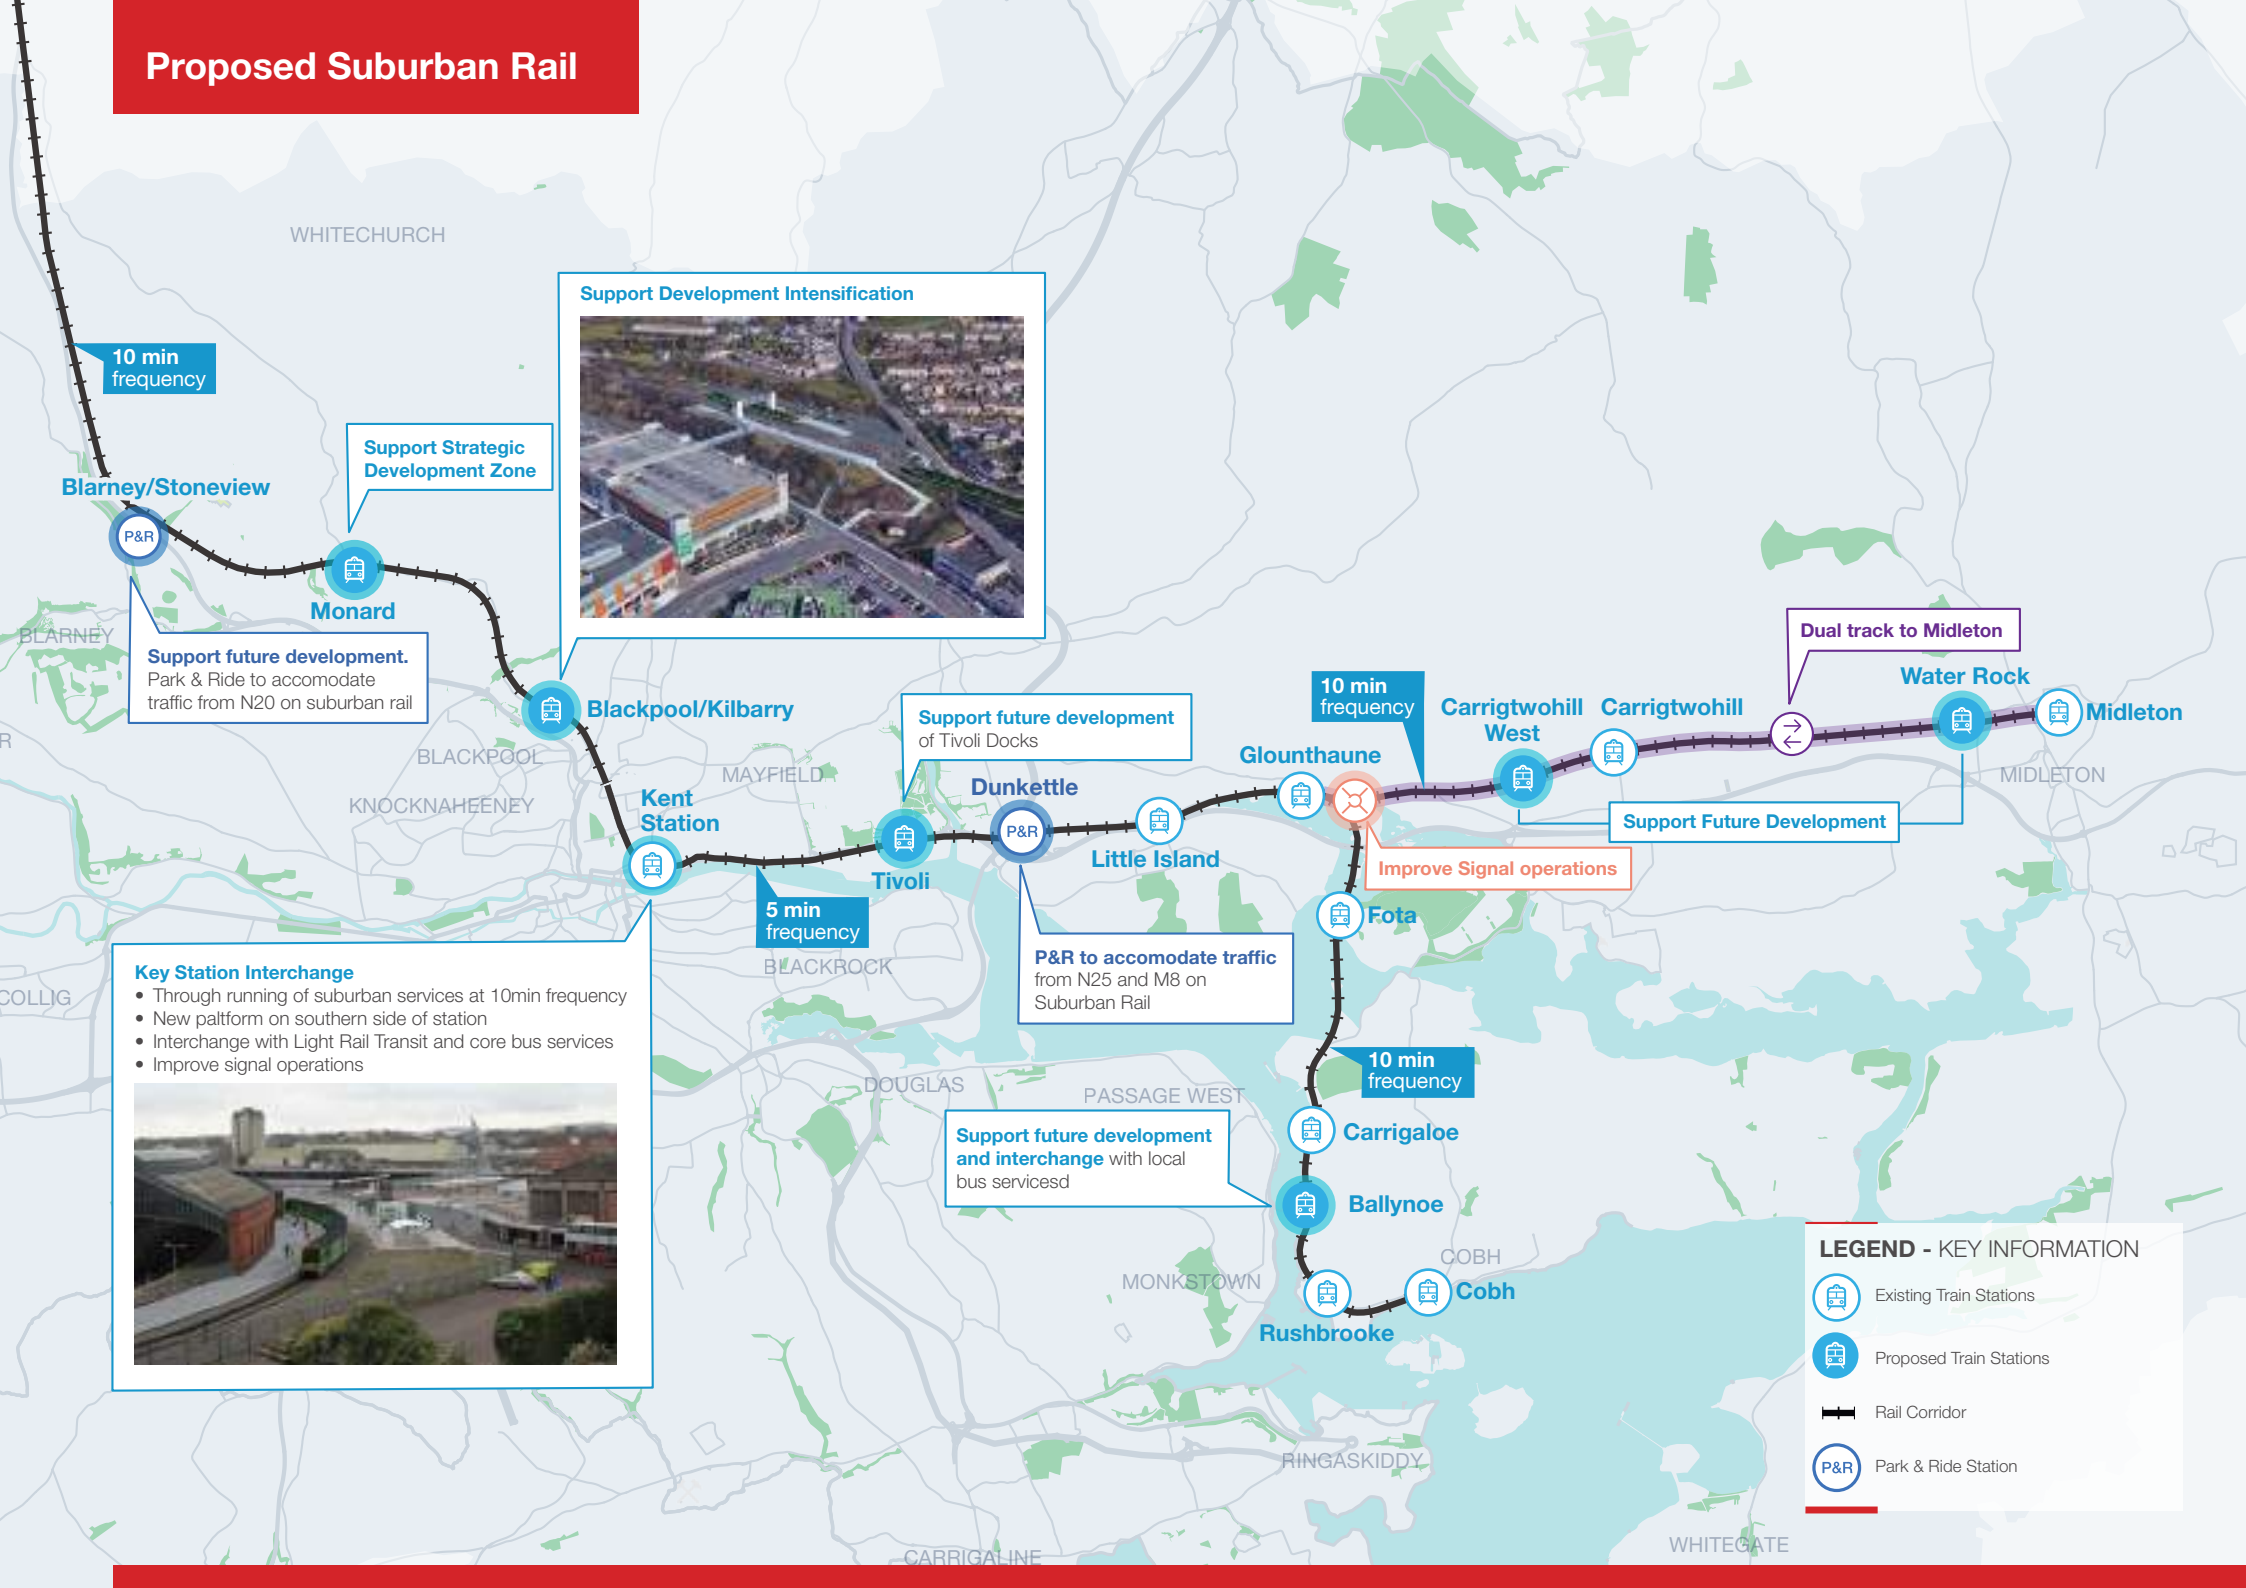 Proposed Suburban Rail
WHITECHURCH
Support Development Intensification
10 min
frequency
Support Strategic
Development Zone
Blarney/Stoneview
P&R
Monard
BLARNEY
Support future development.
Park & Ride to accomodate
traffic from N20 on suburban rail
Blackpool/Kilbarry
BLACKPOOL
KNOCKNAHEENEY
MAYFIELD
R
Kent
Station
Support future development
of Tivoli Docks
Tivoli
Dunkettle
P&R
5 min
frequency
Little Island
Glounthaune
10 min
frequency
Carrigtwohill
West
Carrigtwohill
Dual track to Midleton
Water Rock
Midleton
MIDLETON
Support Future Development
Improve Signal operations
Fota
P&R to accomodate traffic
from N25 and M8 on
Suburban Rail
BLACKROCK
COLLIG
Key Station Interchange
• Through running of suburban services at 10min frequency
• New paltform on southern side of station
• Interchange with Light Rail Transit and core bus services
• Improve signal operations
DOUGLAS
PASSAGE WEST
10 min
frequency
Support future development
and interchange with local
bus servicesd
Carrigaloe
Ballynoe
COBH
MONKSTOWN
Cobh
Rushbrooke
RINGASKIDDY
CARRIGALINE
WHITEGATE
LEGEND - KEY INFORMATION
Existing Train Stations
Proposed Train Stations
Rail Corridor
P&R Park & Ride Station